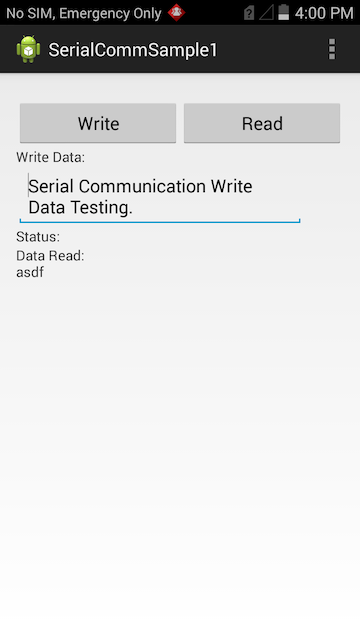 No SIM, Emergency Only
4:00 PM
SerialCommSample1
Write
Read
Write Data:
Serial Communication Write
Data Testing.
Status:
Data Read:
asdf